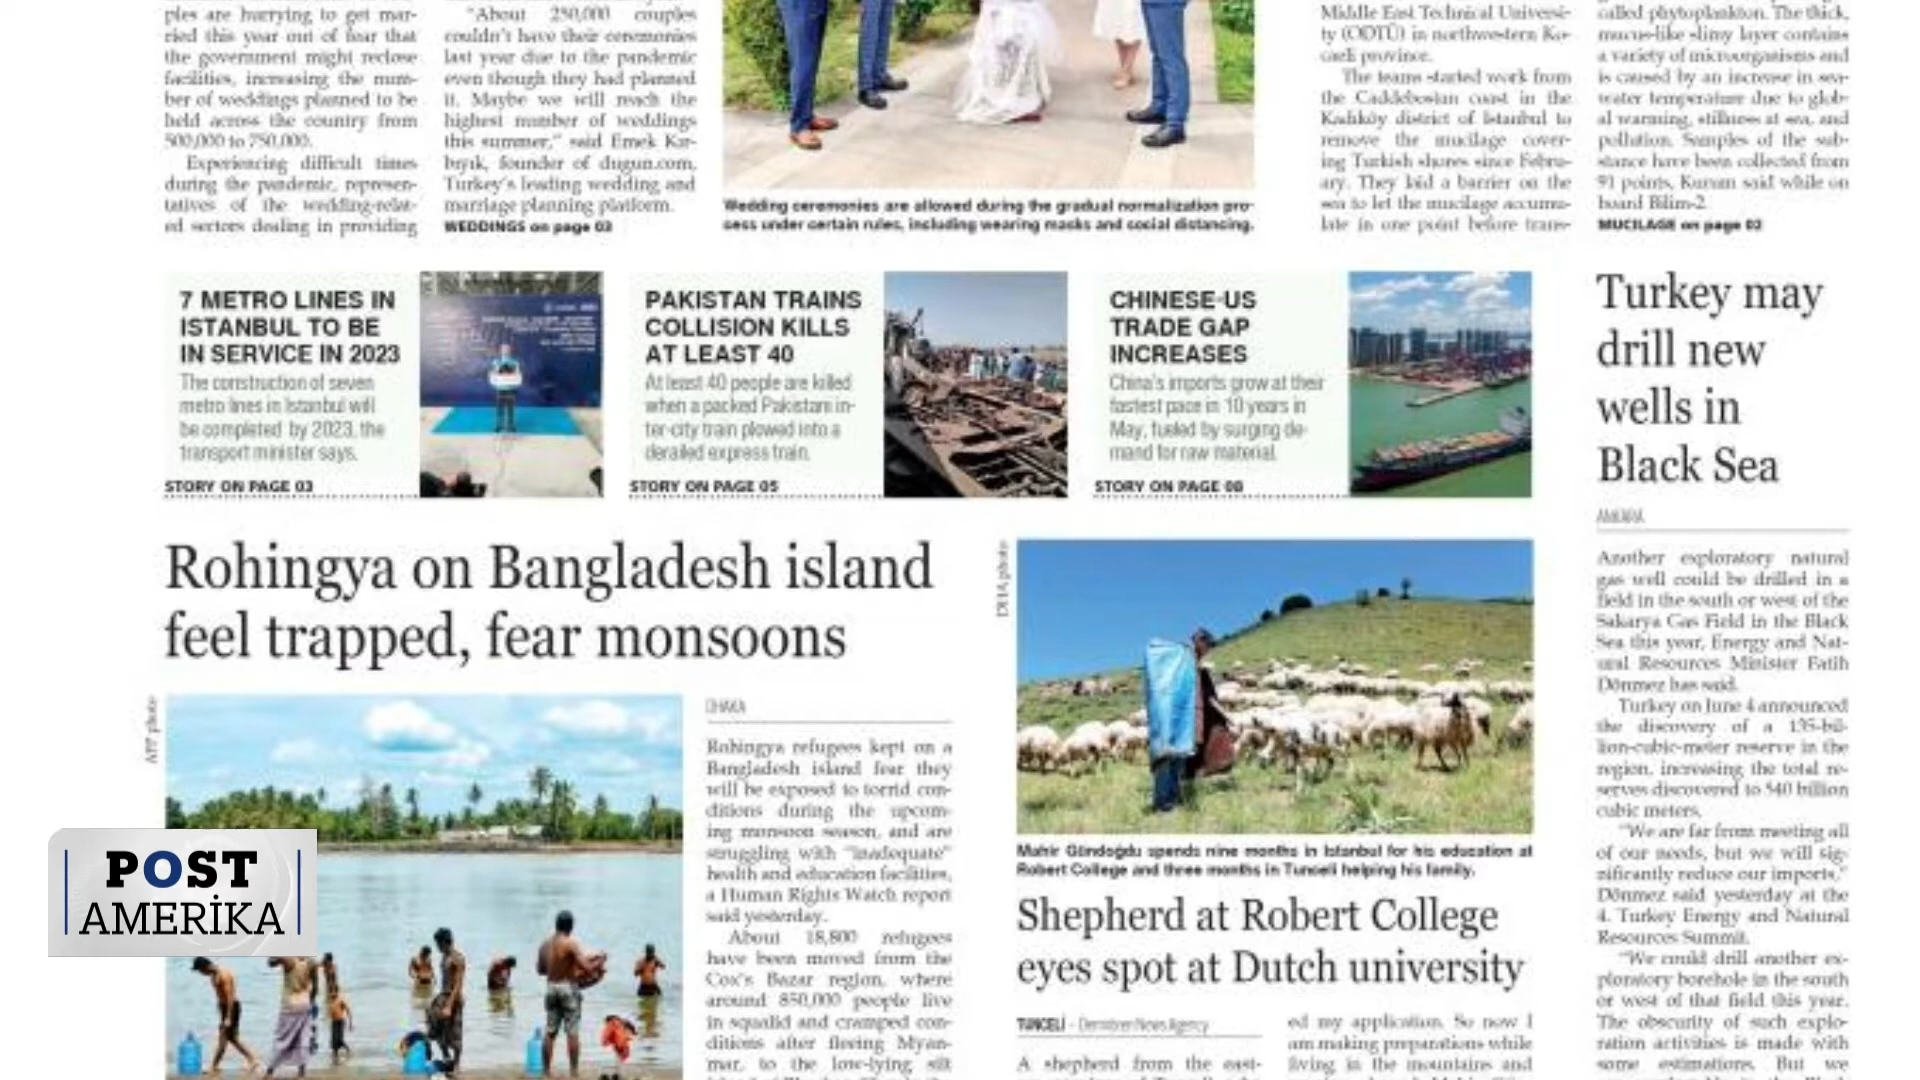 ples are hurrying to get mar-
ried this year out of fear that
the government might reclose
facilities, increasing the num-
ber of weddings planned to be
held across the country from
500,000 to 750,000.
Experiencing difficult times
during the pandemic, represen-
tatives of the wedding-relat-
ed sectors dealing in providing
"About 250,000 couples
couldn't have their ceremonies
last year due to the pandemic
even though they had planned
it. Maybe we will reach the
highest number of weddings
this summer," said Emek Kır-
bıyık, founder of dugun.com,
Turkey's leading wedding and
marriage planning platform.
WEDDINGS on page 03
Wedding ceremonies are allowed during the gradual normalization pro-
cess under certain rules, including wearing masks and social distancing.
Middle East Technical Universi-
ty (ODTÜ) in northwestern Ko-
caeli province.
The teams started work from
the Caddebostan coast in the
Kadıköy district of Istanbul to
remove the mucilage cover-
ing Turkish shores since Febru-
ary. They laid a barrier on the
sea to let the mucilage accumu-
late in one point before trans-
called phytoplankton. The thick,
mucus-like slimy layer contains
a variety of microorganisms and
is caused by an increase in sea-
water temperature due to glob-
al warming, stillness at sea, and
pollution. Samples of the sub-
stance have been collected from
91 points, Kurum said while on
board Bilim-2.
MUCILAGE on page 02
7 METRO LINES IN
ISTANBUL TO BE
IN SERVICE IN 2023
The construction of seven
metro lines in Istanbul will
be completed by 2023, the
transport minister says.
STORY ON PAGE 03
PAKISTAN TRAINS
COLLISION KILLS
AT LEAST 40
At least 40 people are killed
when a packed Pakistani in-
ter-city train plowed into a
derailed express train.
STORY ON PAGE 05
CHINESE-US
TRADE GAP
INCREASES
China's imports grow at their
fastest pace in 10 years in
May, fueled by surging de-
mand for raw material.
STORY ON PAGE 08
Turkey may
drill new
wells in
Black Sea
ANKARA
Another exploratory natural
gas well could be drilled in a
field in the south or west of the
Sakarya Gas Field in the Black
Sea this year, Energy and Nat-
ural Resources Minister Fatih
Dönmez has said.
Turkey on June 4 announced
the discovery of a 135-bil-
lion-cubic-meter reserve in the
region, increasing the total re-
serves discovered to 540 billion
cubic meters.
"We are far from meeting all
of our needs, but we will sig-
nificantly reduce our imports,"
Dönmez said yesterday at the
4. Turkey Energy and Natural
Resources Summit.
"We could drill another ex-
ploratory borehole in the south
or west of that field this year.
The obscurity of such explo-
ration activities is made with
some estimations. But we
Rohingya on Bangladesh island
feel trapped, fear monsoons
AFP photo
DHAKA
Rohingya refugees kept on a
Bangladesh island fear they
will be exposed to torrid con-
ditions during the upcom-
ing monsoon season, and are
struggling with "inadequate"
health and education facilities,
a Human Rights Watch report
said yesterday.
About 18,800 refugees
have been moved from the
Cox's Bazar region, where
around 850,000 people live
in squalid and cramped con-
ditions after fleeing Myan-
mar, to the low-lying silt
DHA photo
Mahir Gündoğdu spends nine months in Istanbul for his education at
Robert College and three months in Tunceli helping his family.
Shepherd at Robert College
eyes spot at Dutch university
TUNCELİ - Demirören News Agency
A shepherd from the east-
ed my application. So now I
am making preparations while
living in the mountains and
POST
AMERİKA